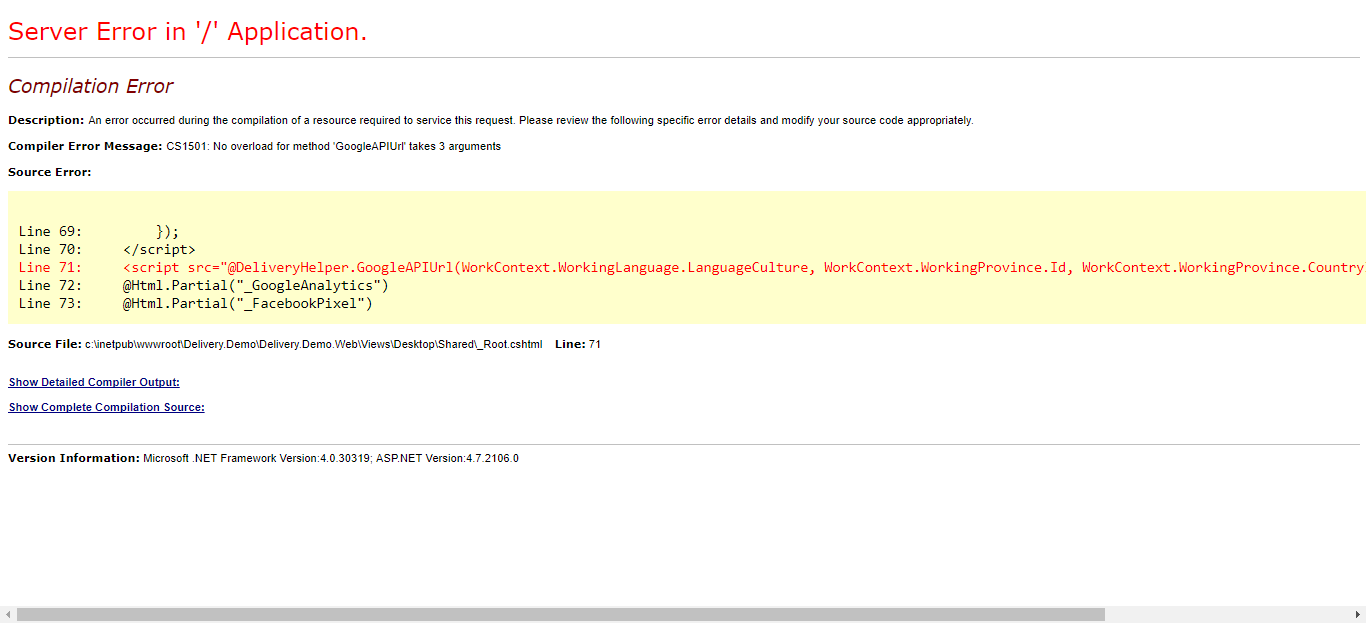 Server Error in '/' Application.
Compilation Error
Description: An error occurred during the compilation of a resource required to service this request. Please review the following specific error details and modify your source code appropriately.
Compiler Error Message: CS1501: No overload for method 'GoogleAPIUrl' takes 3 arguments
Source Error:
Line 69:         });
Line 70:     </script>
Line 71:     <script src="@DeliveryHelper.GoogleAPIUrl(WorkContext.WorkingLanguage.LanguageCulture, WorkContext.WorkingProvince.Id, WorkContext.WorkingProvince.Country
Line 72:     @Html.Partial("_GoogleAnalytics")
Line 73:     @Html.Partial("_FacebookPixel")
Source File: c:\inetpub\wwwroot\Delivery.Demo\Delivery.Demo.Web\Views\Desktop\Shared\_Root.cshtml    Line: 71
Show Detailed Compiler Output:
Show Complete Compilation Source:
Version Information: Microsoft .NET Framework Version:4.0.30319; ASP.NET Version:4.7.2106.0